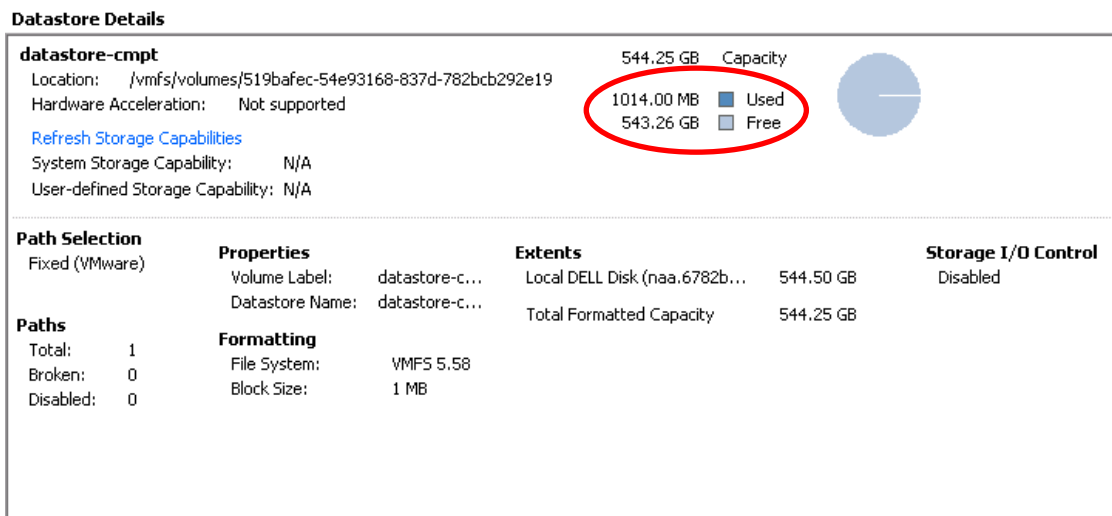 Datastore Details
datastore-cmpt
Location: /vmfs/volumes/519bafec-54e93168-837d-782bcb292e19
Hardware Acceleration: Not supported
Refresh Storage Capabilities
System Storage Capability: N/A
User-defined Storage Capability: N/A
544.25 GB Capacity
1014.00 MB Used
543.26 GB Free
Path Selection
Fixed (VMware)
Paths
Total: 1
Broken: 0
Disabled: 0
Properties
Volume Label: datastore-c...
Datastore Name: datastore-c...
Formatting
File System: VMFS 5.58
Block Size: 1 MB
Extents
Local DELL Disk (naa.6782b... 544.50 GB
Total Formatted Capacity 544.25 GB
Storage I/O Control
Disabled